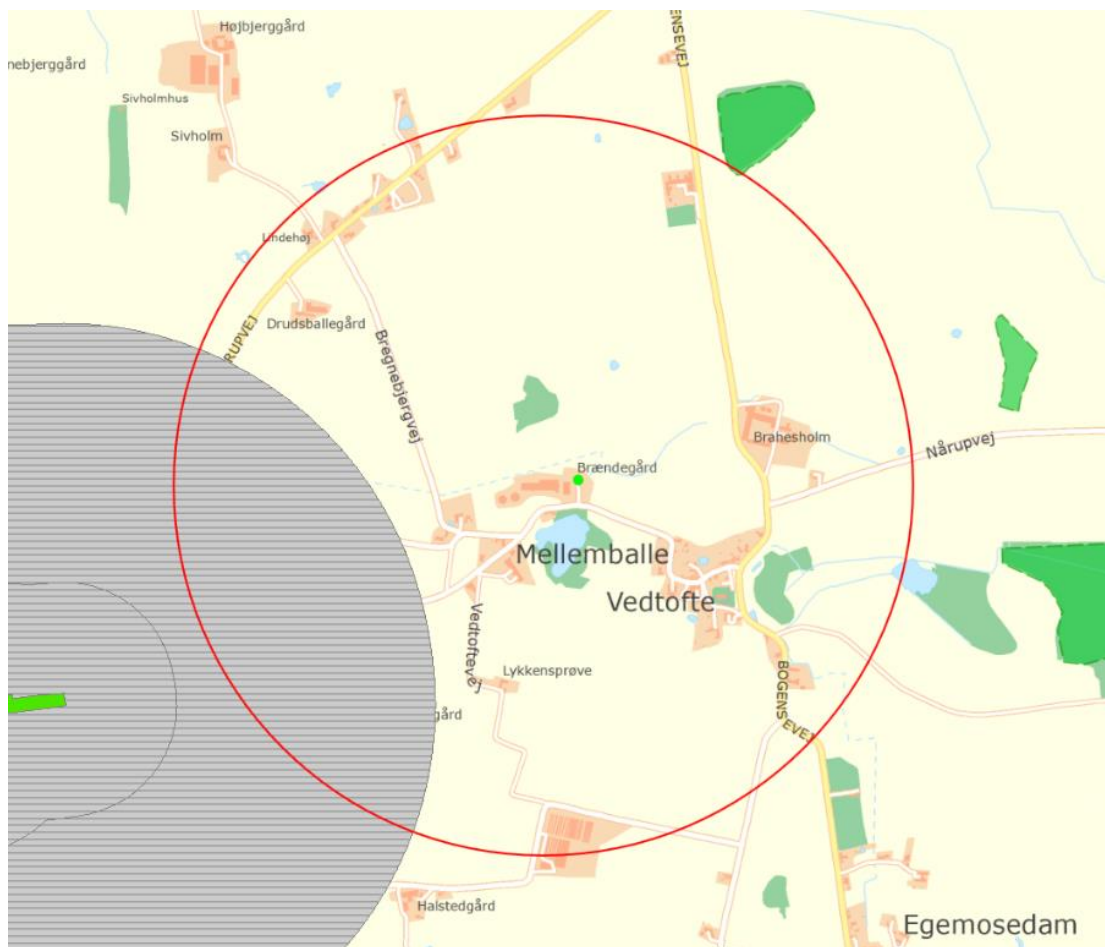 Højbjerggård
nebjerggård
Sivholmhus
Sivholm
ENSEVEJ
Lindehøj
Drudsballegård
RUPVEJ
Bregnebjergvej
Brahesholm
Nårupvej
Brændegård
Mellemballe
Vedtofte
Vedtoftevej
Lykkensprøve
gård
BOGENSEVEJ
Halstedgård
Egemosedam